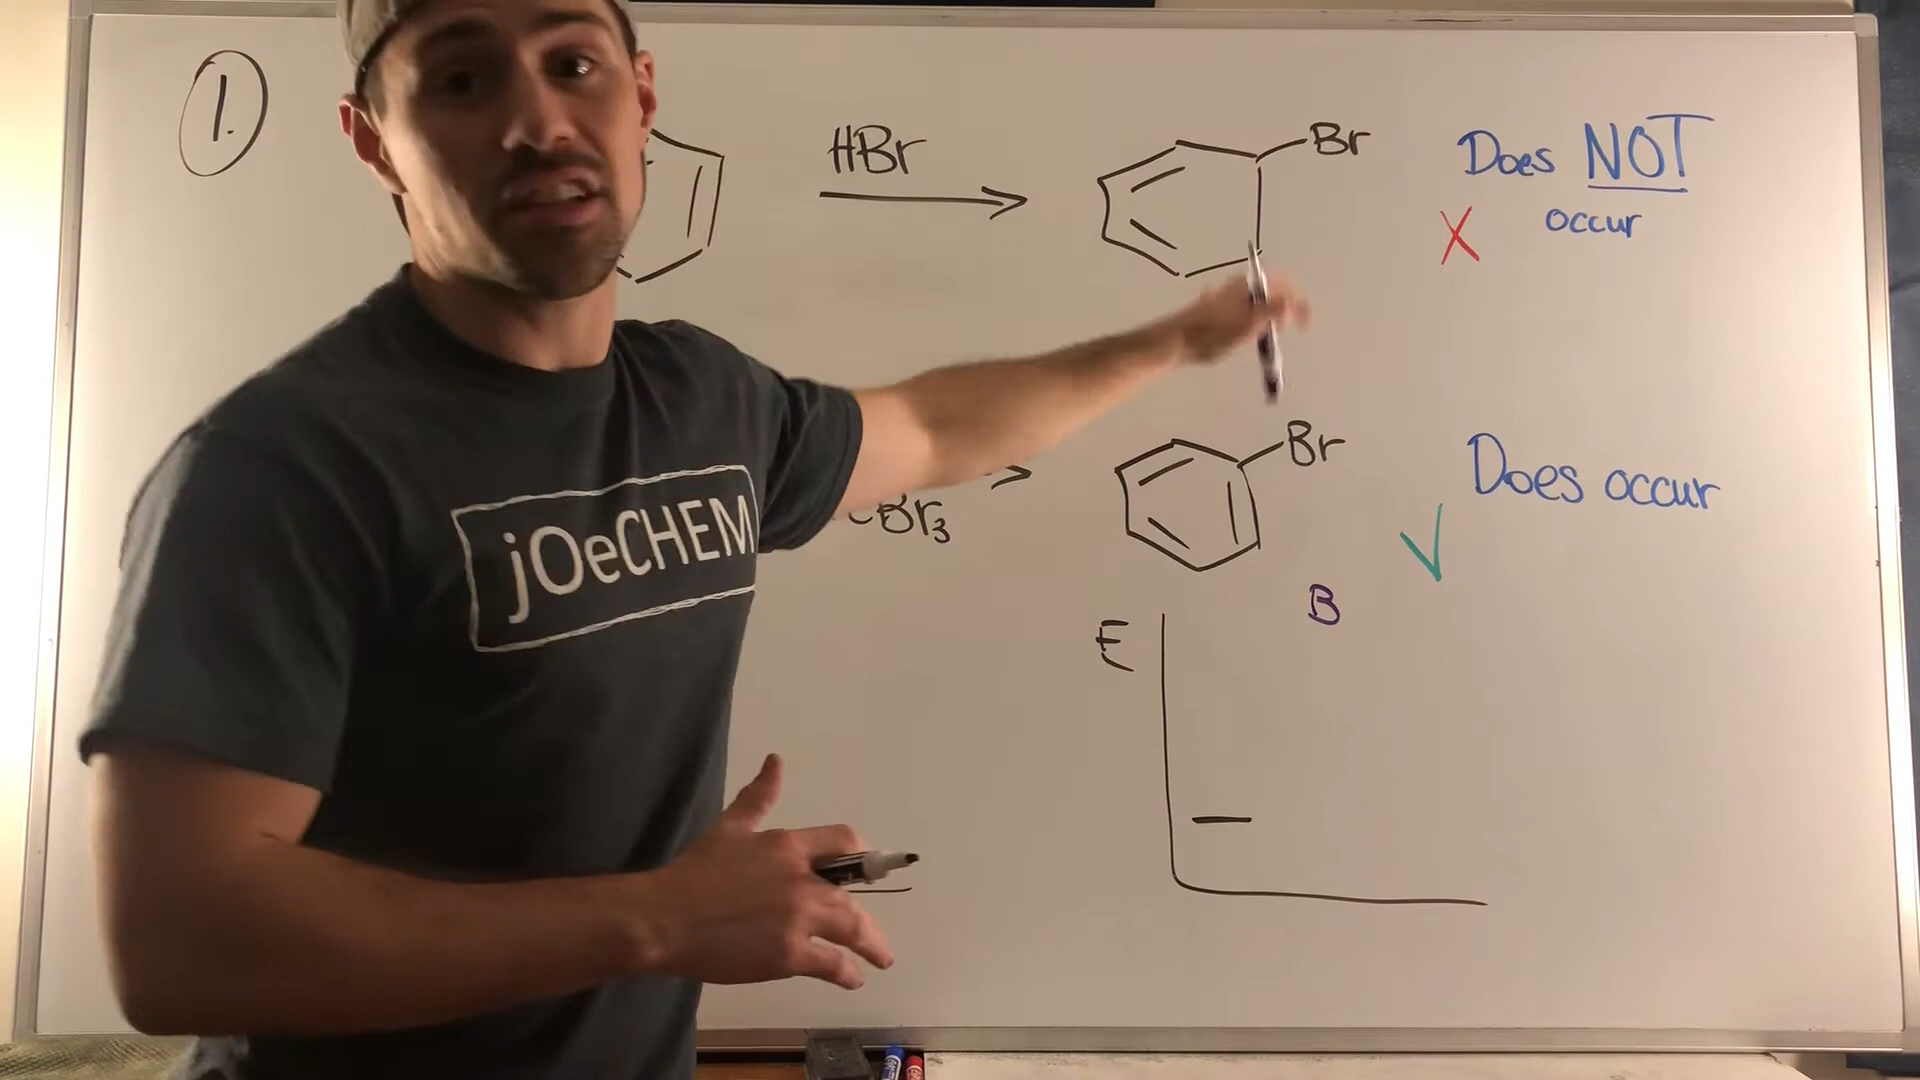 1.
HBr
Br
Does NOT
occur
X
Br
Does occur
Br3
B
E
jOeCHEM